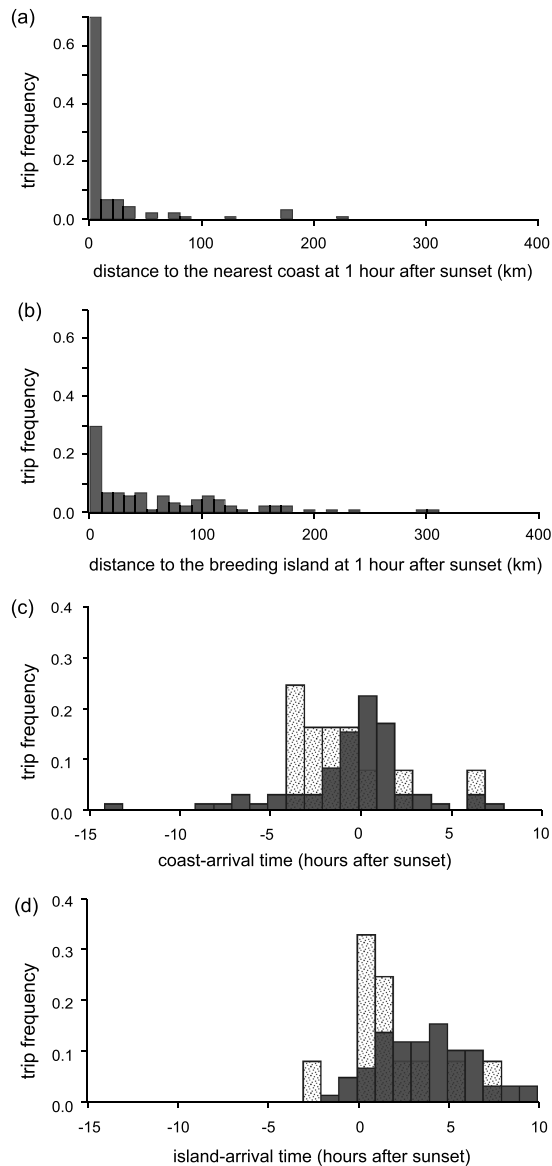 (a)
trip frequency
0.6
0.4
0.2
0.0
0 100 200 300 400
distance to the nearest coast at 1 hour after sunset (km)
(b)
trip frequency
0.6
0.4
0.2
0.0
0 100 200 300 400
distance to the breeding island at 1 hour after sunset (km)
(c)
trip frequency
0.4
0.3
0.2
0.1
0.0
-15 -10 -5 0 5 10
coast-arrival time (hours after sunset)
(d)
trip frequency
0.4
0.3
0.2
0.1
0.0
-15 -10 -5 0 5 10
island-arrival time (hours after sunset)